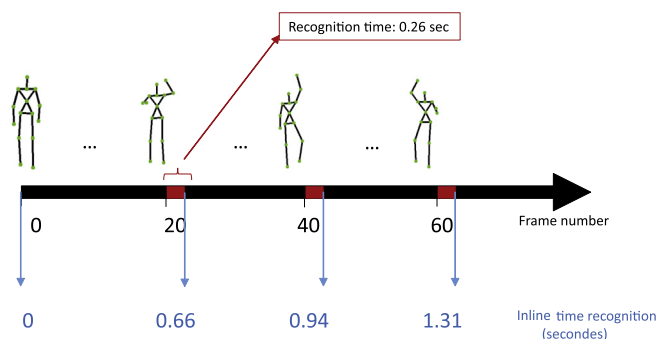 Recognition time: 0.26 sec
... ... ...
0 20 40 60 Frame number
0 0.66 0.94 1.31 Inline time recognition
(secondes)